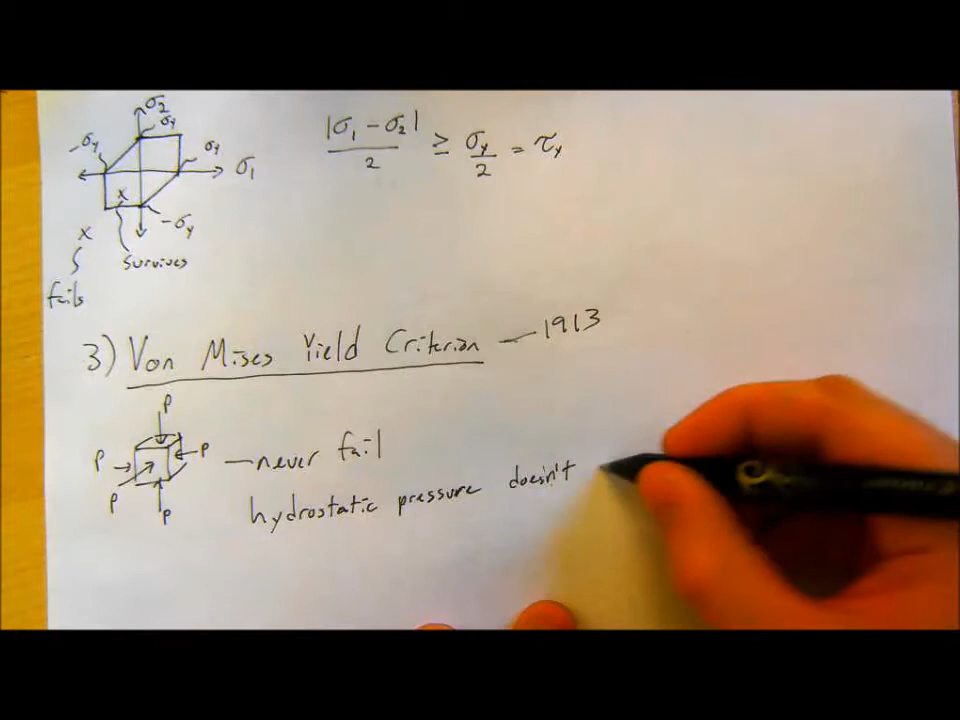 σ₂
σy
-σy
σy
σ₁
-σy
x
x
survives
fails
|σ₁ - σ₂| / 2 ≥ σy / 2 = τy
3) Von Mises Yield Criterion — 1913
P
P
P
P
P
— never fail
hydrostatic pressure doesn't